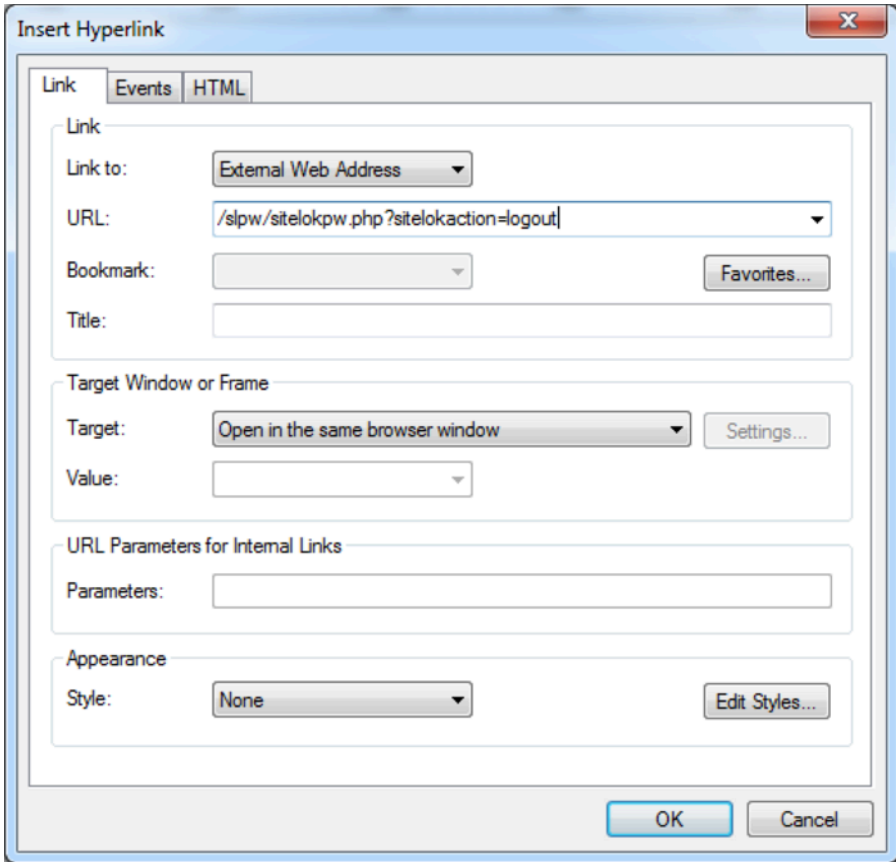 Insert Hyperlink
Link Events HTML
Link
Link to: External Web Address
URL: /slpw/sitelokpw.php?sitelokaction=logout
Bookmark: Favorites...
Title:
Target Window or Frame
Target: Open in the same browser window Settings...
Value:
URL Parameters for Internal Links
Parameters:
Appearance
Style: None Edit Styles...
OK Cancel